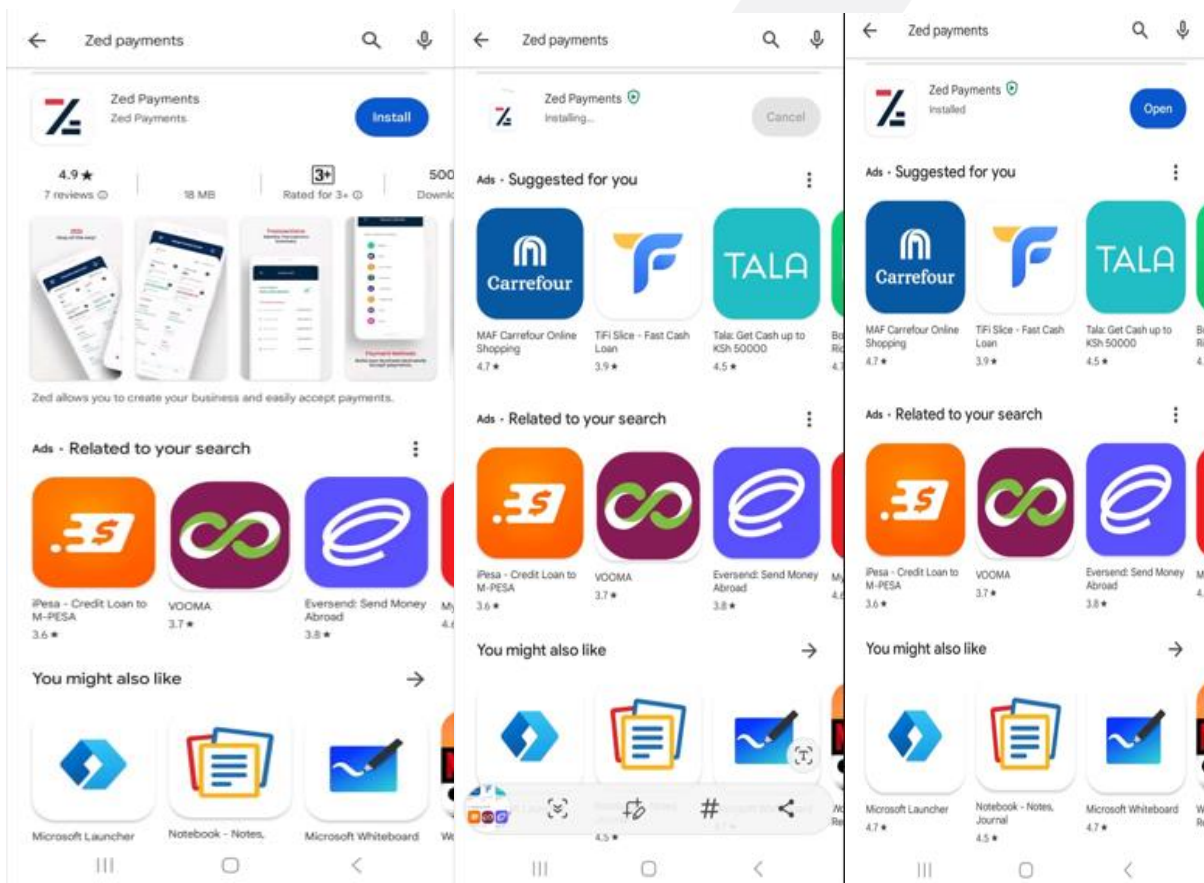 Zed payments
Zed Payments
Zed Payments
Install
4.9 ★
7 reviews
18 MB
3+
Rated for 3+
500
Downlo
Zed allows you to create your business and easily accept payments.
Ads · Related to your search
iPesa - Credit Loan to
M-PESA
3.6 ★
VOOMA
3.7 ★
Eversend: Send Money
Abroad
3.8 ★
My
4.6
You might also like
Microsoft Launcher
Notebook - Notes,
Microsoft Whiteboard
Zed payments
Zed Payments
Installing...
Cancel
Ads · Suggested for you
Carrefour
TALA
MAF Carrefour Online
Shopping
4.7 ★
TiFi Slice - Fast Cash
Loan
3.9 ★
Tala: Get Cash up to
KSh 50000
4.5 ★
Ads · Related to your search
iPesa - Credit Loan to
M-PESA
3.6 ★
VOOMA
3.7 ★
Eversend: Send Money
Abroad
3.8 ★
You might also like
4.5 ★
Zed payments
Zed Payments
Installed
Open
Ads · Suggested for you
Carrefour
TALA
MAF Carrefour Online
Shopping
4.7 ★
TiFi Slice - Fast Cash
Loan
3.9 ★
Tala: Get Cash up to
KSh 50000
4.5 ★
Ads · Related to your search
iPesa - Credit Loan to
M-PESA
3.6 ★
VOOMA
3.7 ★
Eversend: Send Money
Abroad
3.8 ★
You might also like
Microsoft Launcher
4.7 ★
Notebook - Notes,
Journal
4.5 ★
Microsoft Whiteboard
4.7 ★